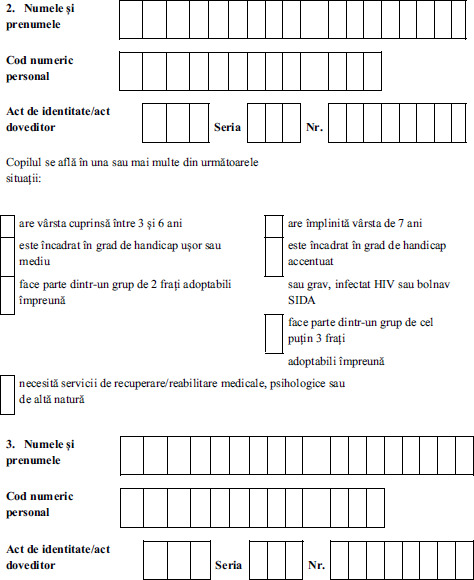 2. Numele și
prenumele
Cod numeric
personal
Act de identitate/act
doveditor
Seria
Nr.
Copilul se află în una sau mai multe din următoarele
situații:
are vârsta cuprinsă între 3 și 6 ani
are împlinită vârsta de 7 ani
este încadrat în grad de handicap ușor sau
mediu
este încadrat în grad de handicap
accentuat
face parte dintr-un grup de 2 frați adoptabili
împreună
sau grav, infectat HIV sau bolnav
SIDA
face parte dintr-un grup de cel
puțin 3 frați
adoptabili împreună
necesită servicii de recuperare/reabilitare medicale, psihologice sau
de altă natură
3. Numele și
prenumele
Cod numeric
personal
Act de identitate/act
doveditor
Seria
Nr.